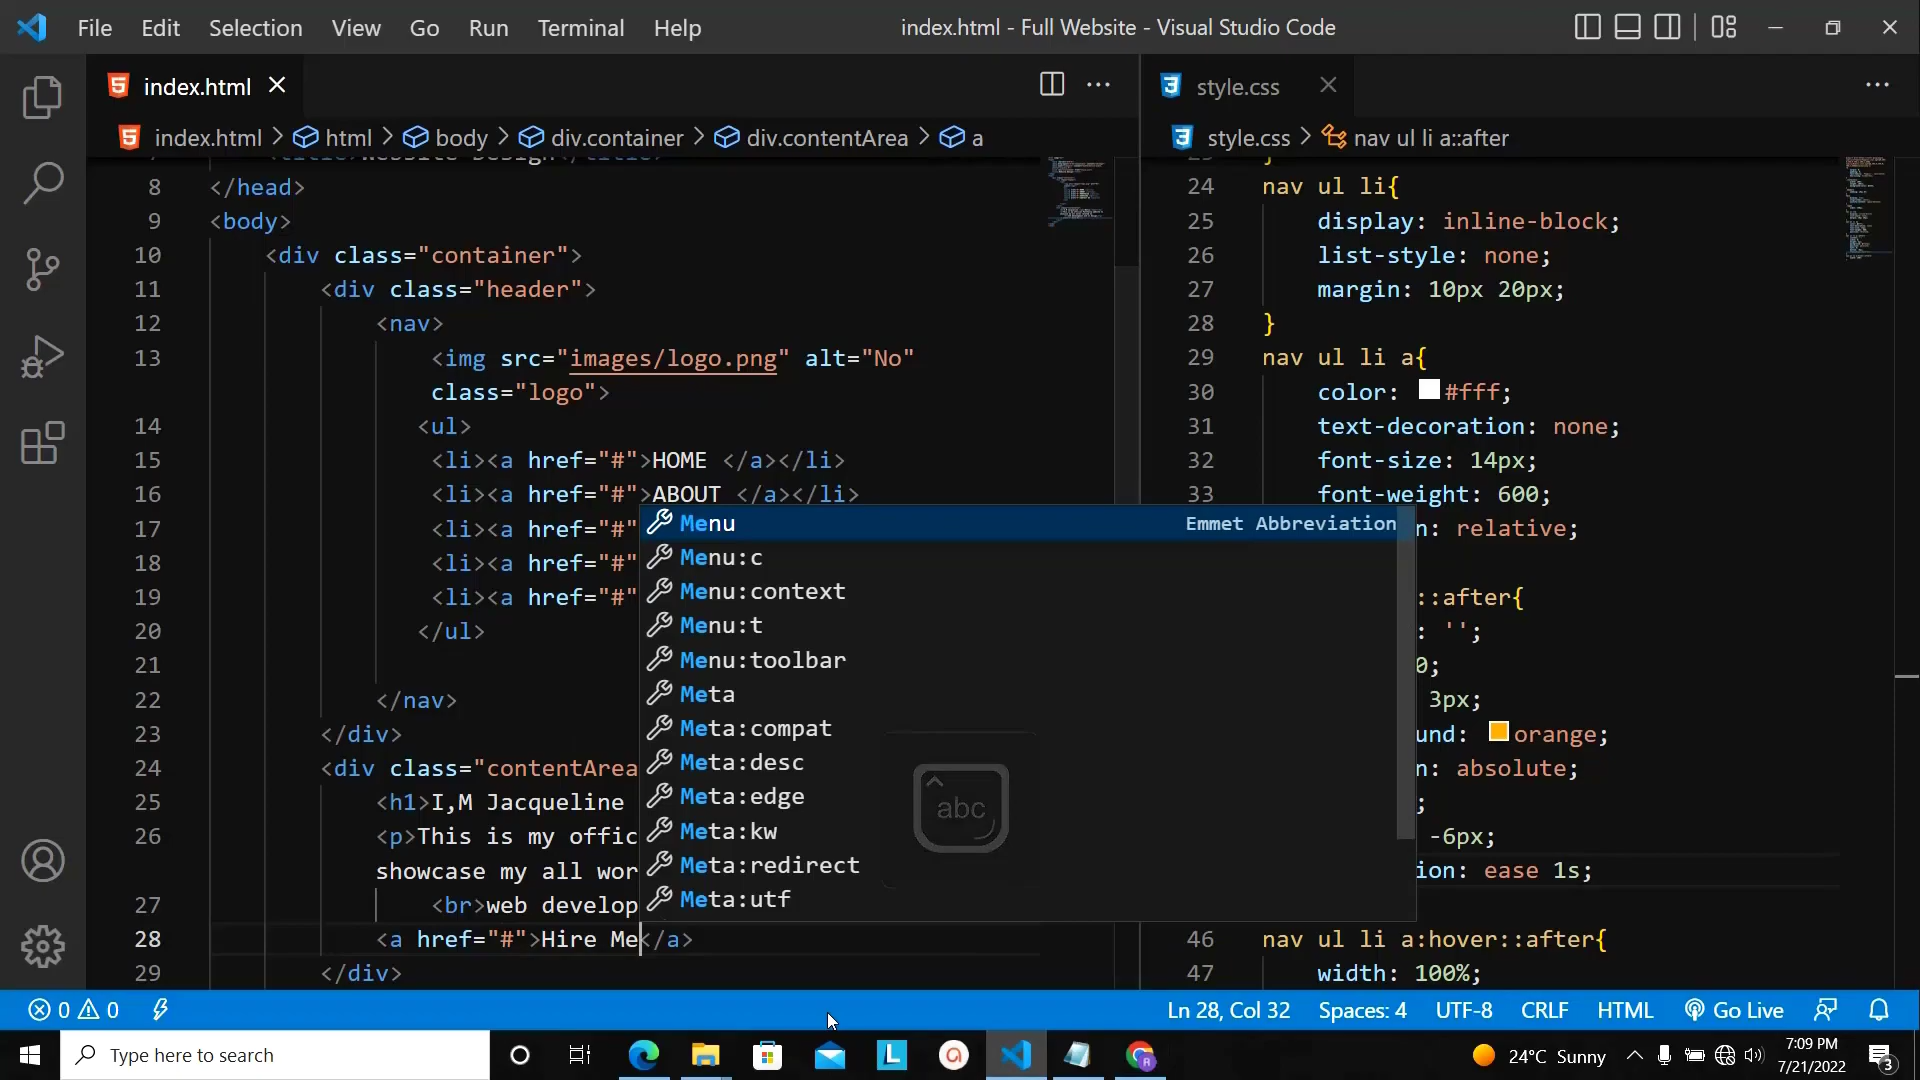 File Edit Selection View Go Run Terminal Help
index.html - Full Website - Visual Studio Code
index.html
index.html > html > body > div.container > div.contentArea > a
8 </head>
9 <body>
10 <div class="container">
11 <div class="header">
12 <nav>
13 <img src="images/logo.png" alt="No"
class="logo">
14 <ul>
15 <li><a href="#">HOME </a></li>
16 <li><a href="#">ABOUT </a></li>
17 <li><a href="#"
18 <li><a href="#"
19 <li><a href="#"
20 </ul>
21
22 </nav>
23 </div>
24 <div class="contentArea
25 <h1>I,M Jacqueline
26 <p>This is my offic
showcase my all wor
27 <br>web develop
28 <a href="#">Hire Me</a>
29 </div>
Menu Emmet Abbreviation
Menu:c
Menu:context
Menu:t
Menu:toolbar
Meta
Meta:compat
Meta:desc
Meta:edge
Meta:kw
Meta:redirect
Meta:utf
abc
style.css
style.css > nav ul li a::after
24 nav ul li{
25 display: inline-block;
26 list-style: none;
27 margin: 10px 20px;
28 }
29 nav ul li a{
30 color: #fff;
31 text-decoration: none;
32 font-size: 14px;
33 font-weight: 600;
n: relative;
::after{
: '';
0;
3px;
und: orange;
n: absolute;
;
-6px;
ion: ease 1s;
46 nav ul li a:hover::after{
47 width: 100%;
0 0
Ln 28, Col 32 Spaces: 4 UTF-8 CRLF HTML Go Live
Type here to search
24°C Sunny
7:09 PM
7/21/2022
3